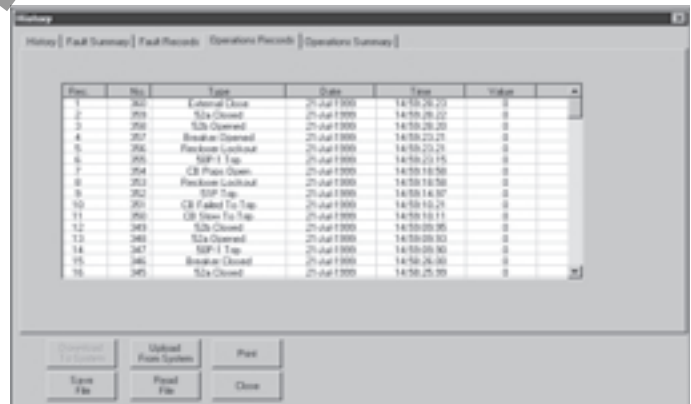 History
History Fault Summary Fault Records Operations Records Operations Summary
Rec. No. Type Date Time Value
1 360 External Close 21-Jul-1999 14:59:28.23 0
2 359 52a Closed 21-Jul-1999 14:59:28.22 0
3 358 52b Opened 21-Jul-1999 14:59:28.20 0
4 357 Breaker Opened 21-Jul-1999 14:59:23.21 0
5 356 Recloser Lockout 21-Jul-1999 14:59:23.21 0
6 355 50P-1 Trip 21-Jul-1999 14:59:23.15 0
7 354 CB Pops Open 21-Jul-1999 14:59:18.58 0
8 353 Recloser Lockout 21-Jul-1999 14:59:18.58 0
9 352 Trip 21-Jul-1999 14:59:14.97 0
10 351 CB Failed To Trip 21-Jul-1999 14:59:10.21 0
11 350 CB Slow To Trip 21-Jul-1999 14:59:10.11 0
12 349 52b Closed 21-Jul-1999 14:59:09.95 0
13 348 52a Opened 21-Jul-1999 14:59:09.93 0
14 347 50P-1 Trip 21-Jul-1999 14:59:09.90 0
15 346 Breaker Closed 21-Jul-1999 14:58:26.00 0
16 345 52a Closed 21-Jul-1999 14:58:25.99 0
Download To System
Upload From System
Print
Save File
Read File
Close